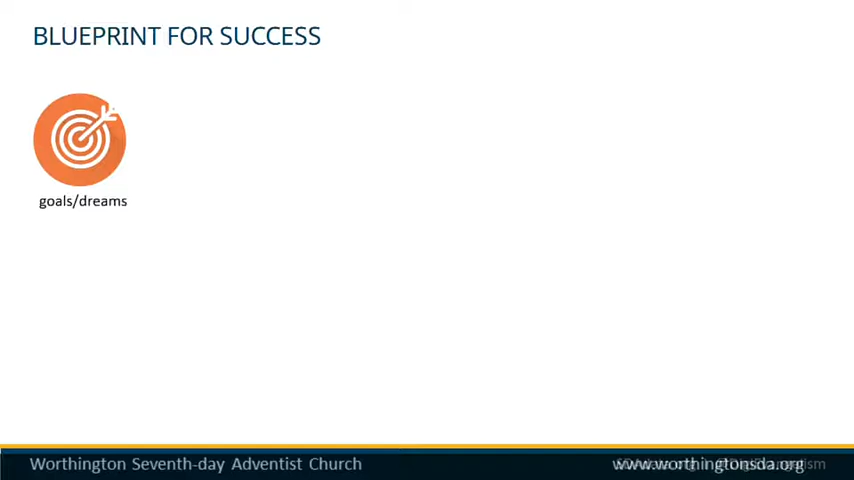 BLUEPRINT FOR SUCCESS
goals/dreams
Worthington Seventh-day Adventist Church
www.worthingtonsda.org